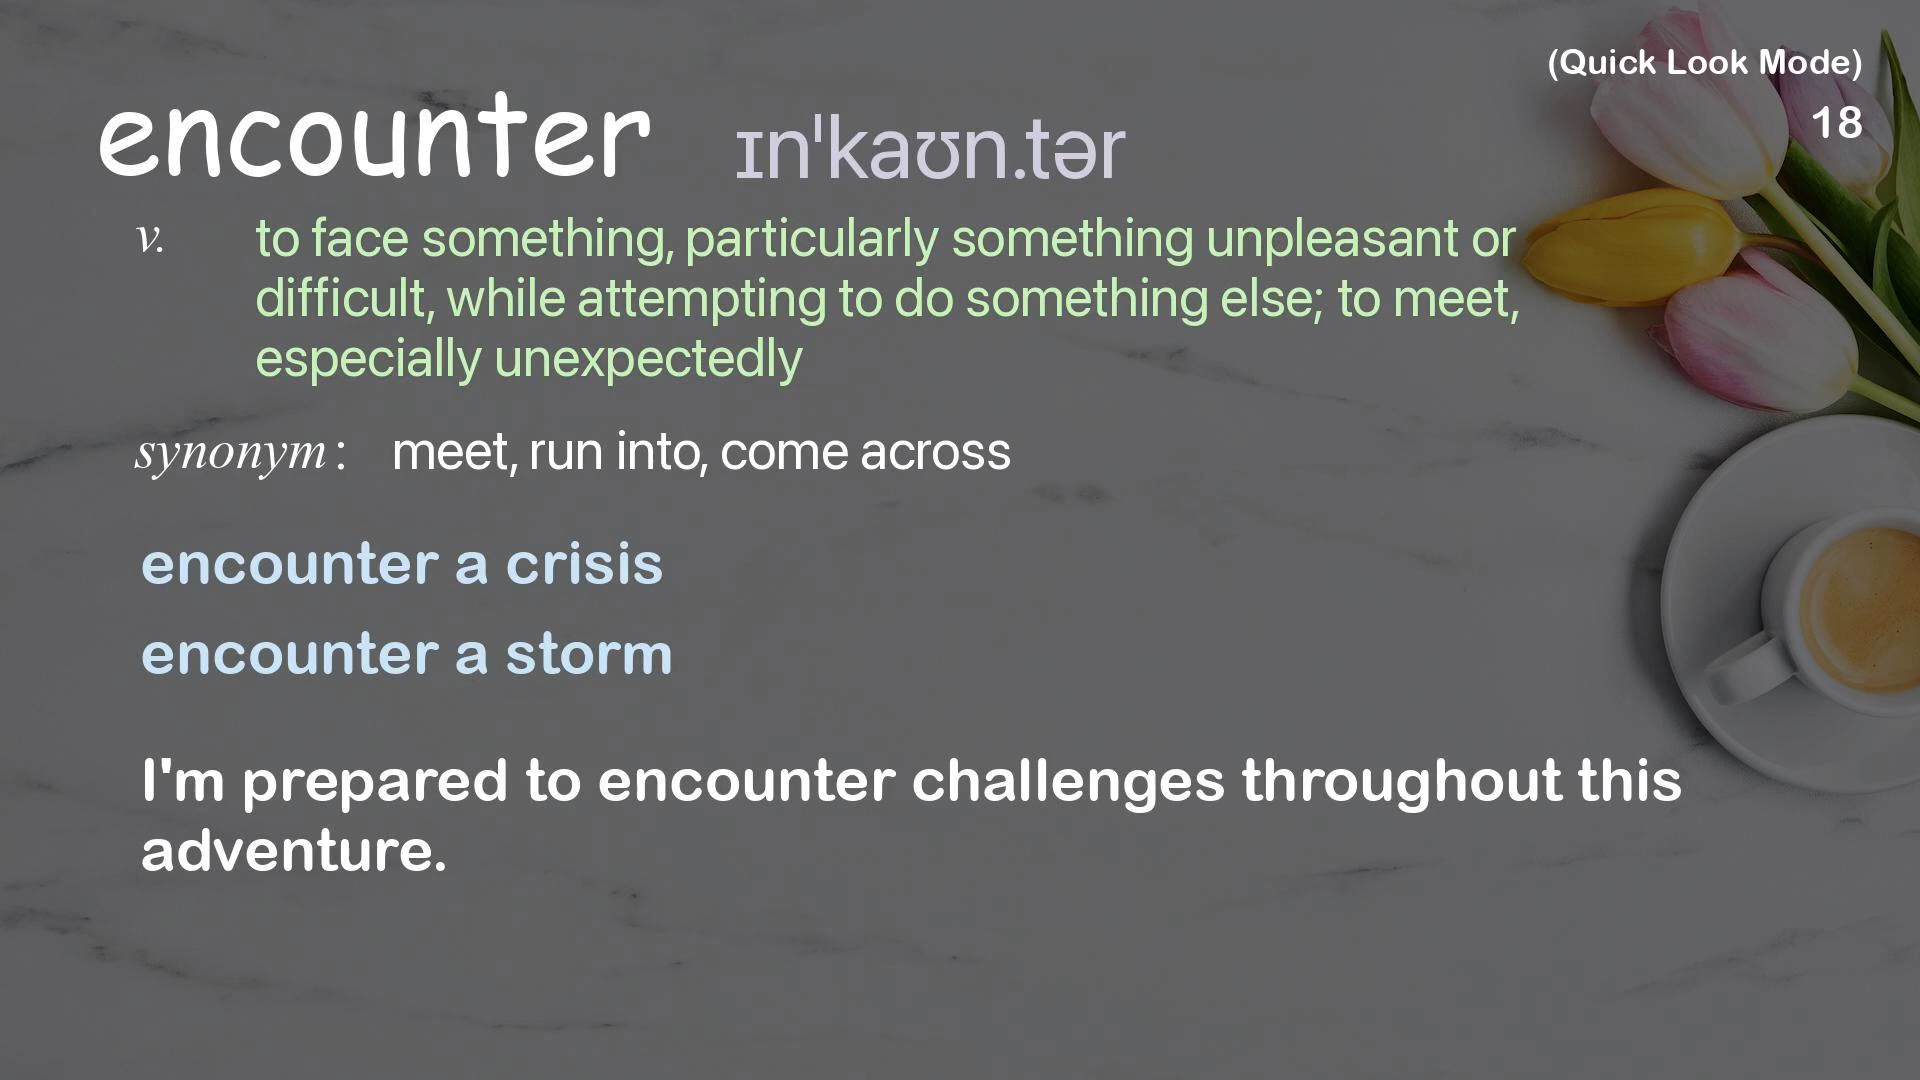 (Quick Look Mode)
18
encounter ɪnˈkaʊn.tər
v. to face something, particularly something unpleasant or
difficult, while attempting to do something else; to meet,
especially unexpectedly
synonym: meet, run into, come across
encounter a crisis
encounter a storm
I'm prepared to encounter challenges throughout this
adventure.